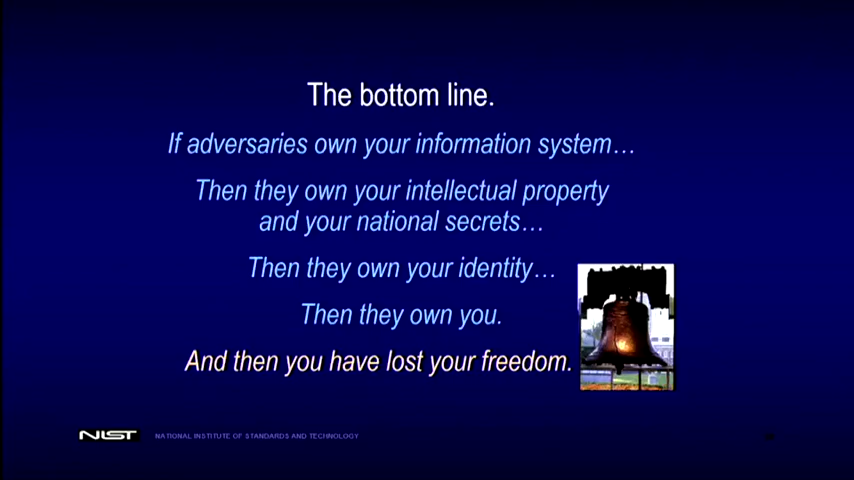 The bottom line.
If adversaries own your information system…
Then they own your intellectual property
and your national secrets…
Then they own your identity…
Then they own you.
And then you have lost your freedom.
NIST NATIONAL INSTITUTE OF STANDARDS AND TECHNOLOGY